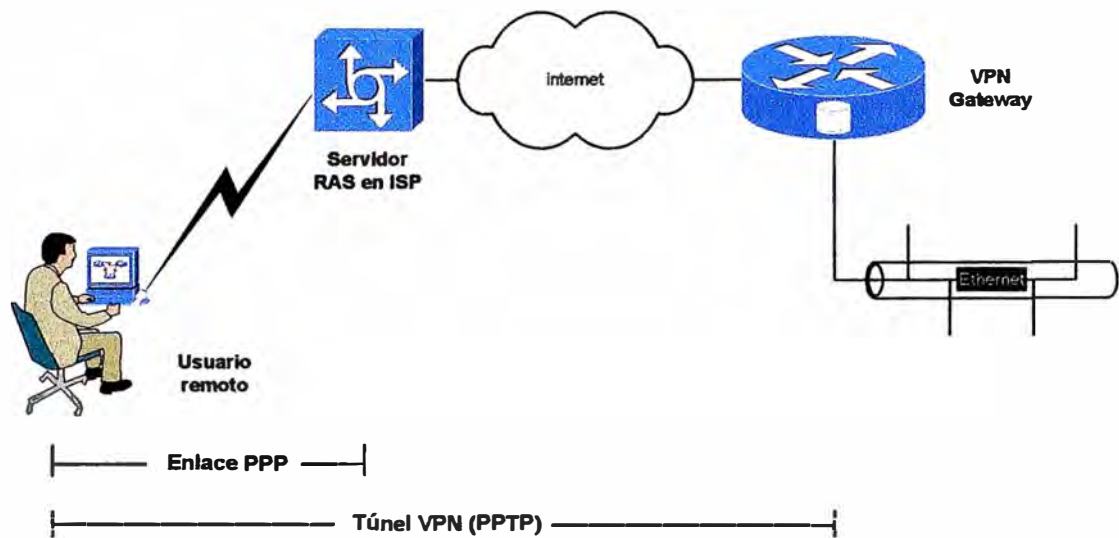 internet
VPN
Gateway
Servidor
RAS en ISP
Ethernet
Usuario
remoto
Enlace PPP
Túnel VPN (PPTP)